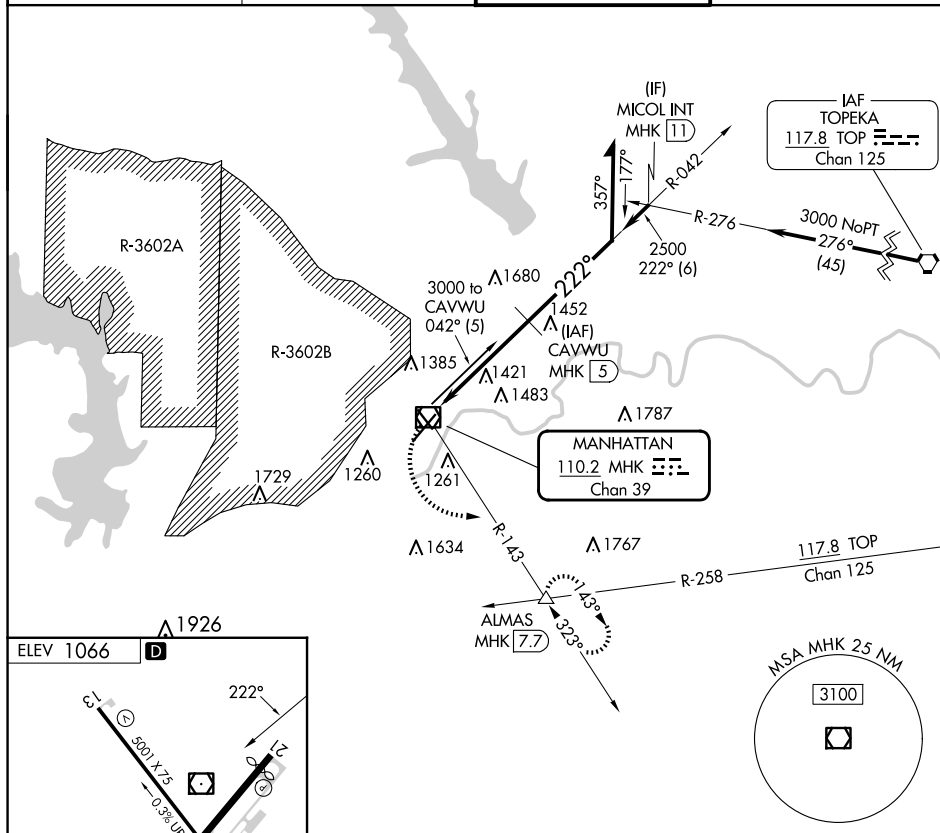 (IF)
MICOL INT
MHK 11
IAF
TOPEKA
117.8 TOP
Chan 125
R-042
177°
357°
R-276
3000 NoPT
276°
(45)
2500
222° (6)
R-3602A
222°
1680
3000 to
CAVWU
042° (5)
1452
(IAF)
CAVWU
MHK 5
R-3602B
1385
1421
1483
1787
MANHATTAN
110.2 MHK
Chan 39
1729
1260
1261
R-143
1634
1767
117.8 TOP
Chan 125
R-258
143°
323°
ALMAS
MHK 7.7
1926
ELEV 1066 D
MSA MHK 25 NM
3100
222°
13
V
5001 X 75
0.3% UP
21
P